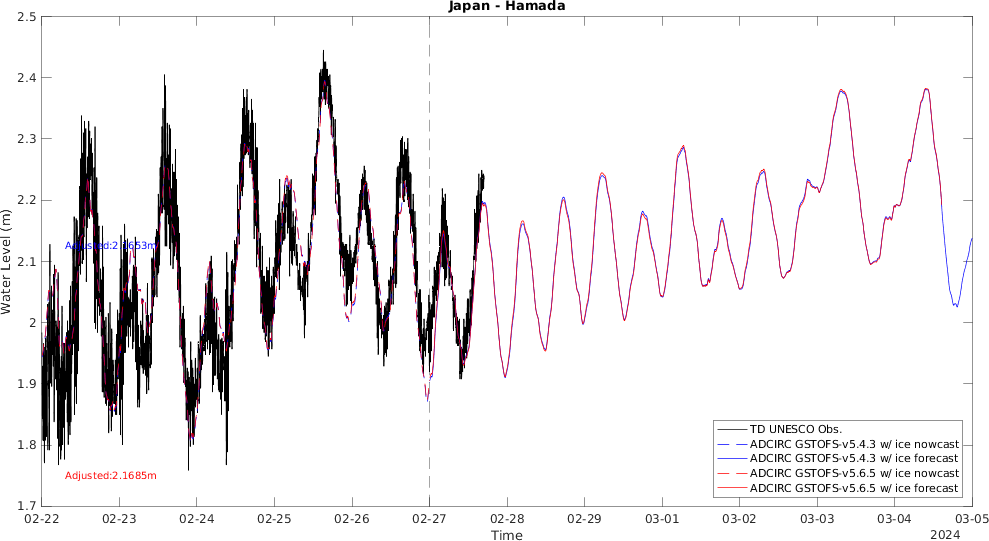 Japan - Hamada
Water Level (m)
2.5
2.4
2.3
2.2
2.1
2
1.9
1.8
1.7
Adjusted:2.1653m
Adjusted:2.1685m
TD UNESCO Obs.
ADCIRC GSTOFS-v5.4.3 w/ ice nowcast
ADCIRC GSTOFS-v5.4.3 w/ ice forecast
ADCIRC GSTOFS-v5.6.5 w/ ice nowcast
ADCIRC GSTOFS-v5.6.5 w/ ice forecast
02-22 02-23 02-24 02-25 02-26 02-27 02-28 02-29 03-01 03-02 03-03 03-04 03-05
Time
2024